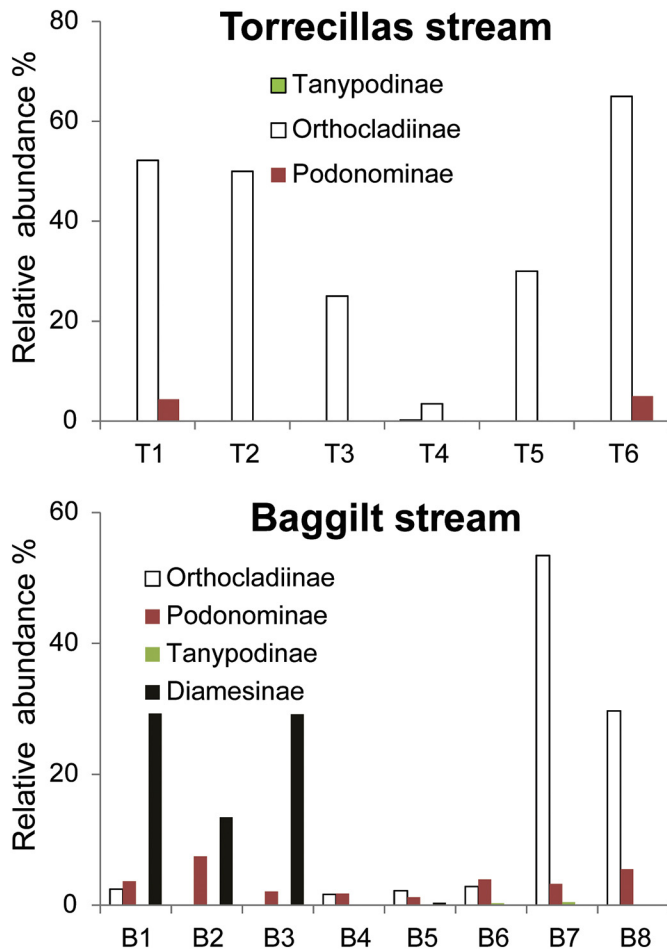 Torrecillas stream
Relative abundance %
80
60
40
20
0
Tanypodinae
Orthocladiinae
Podonominae
T1 T2 T3 T4 T5 T6
Baggilt stream
Relative abundance %
60
40
20
0
Orthocladiinae
Podonominae
Tanypodinae
Diamesinae
B1 B2 B3 B4 B5 B6 B7 B8